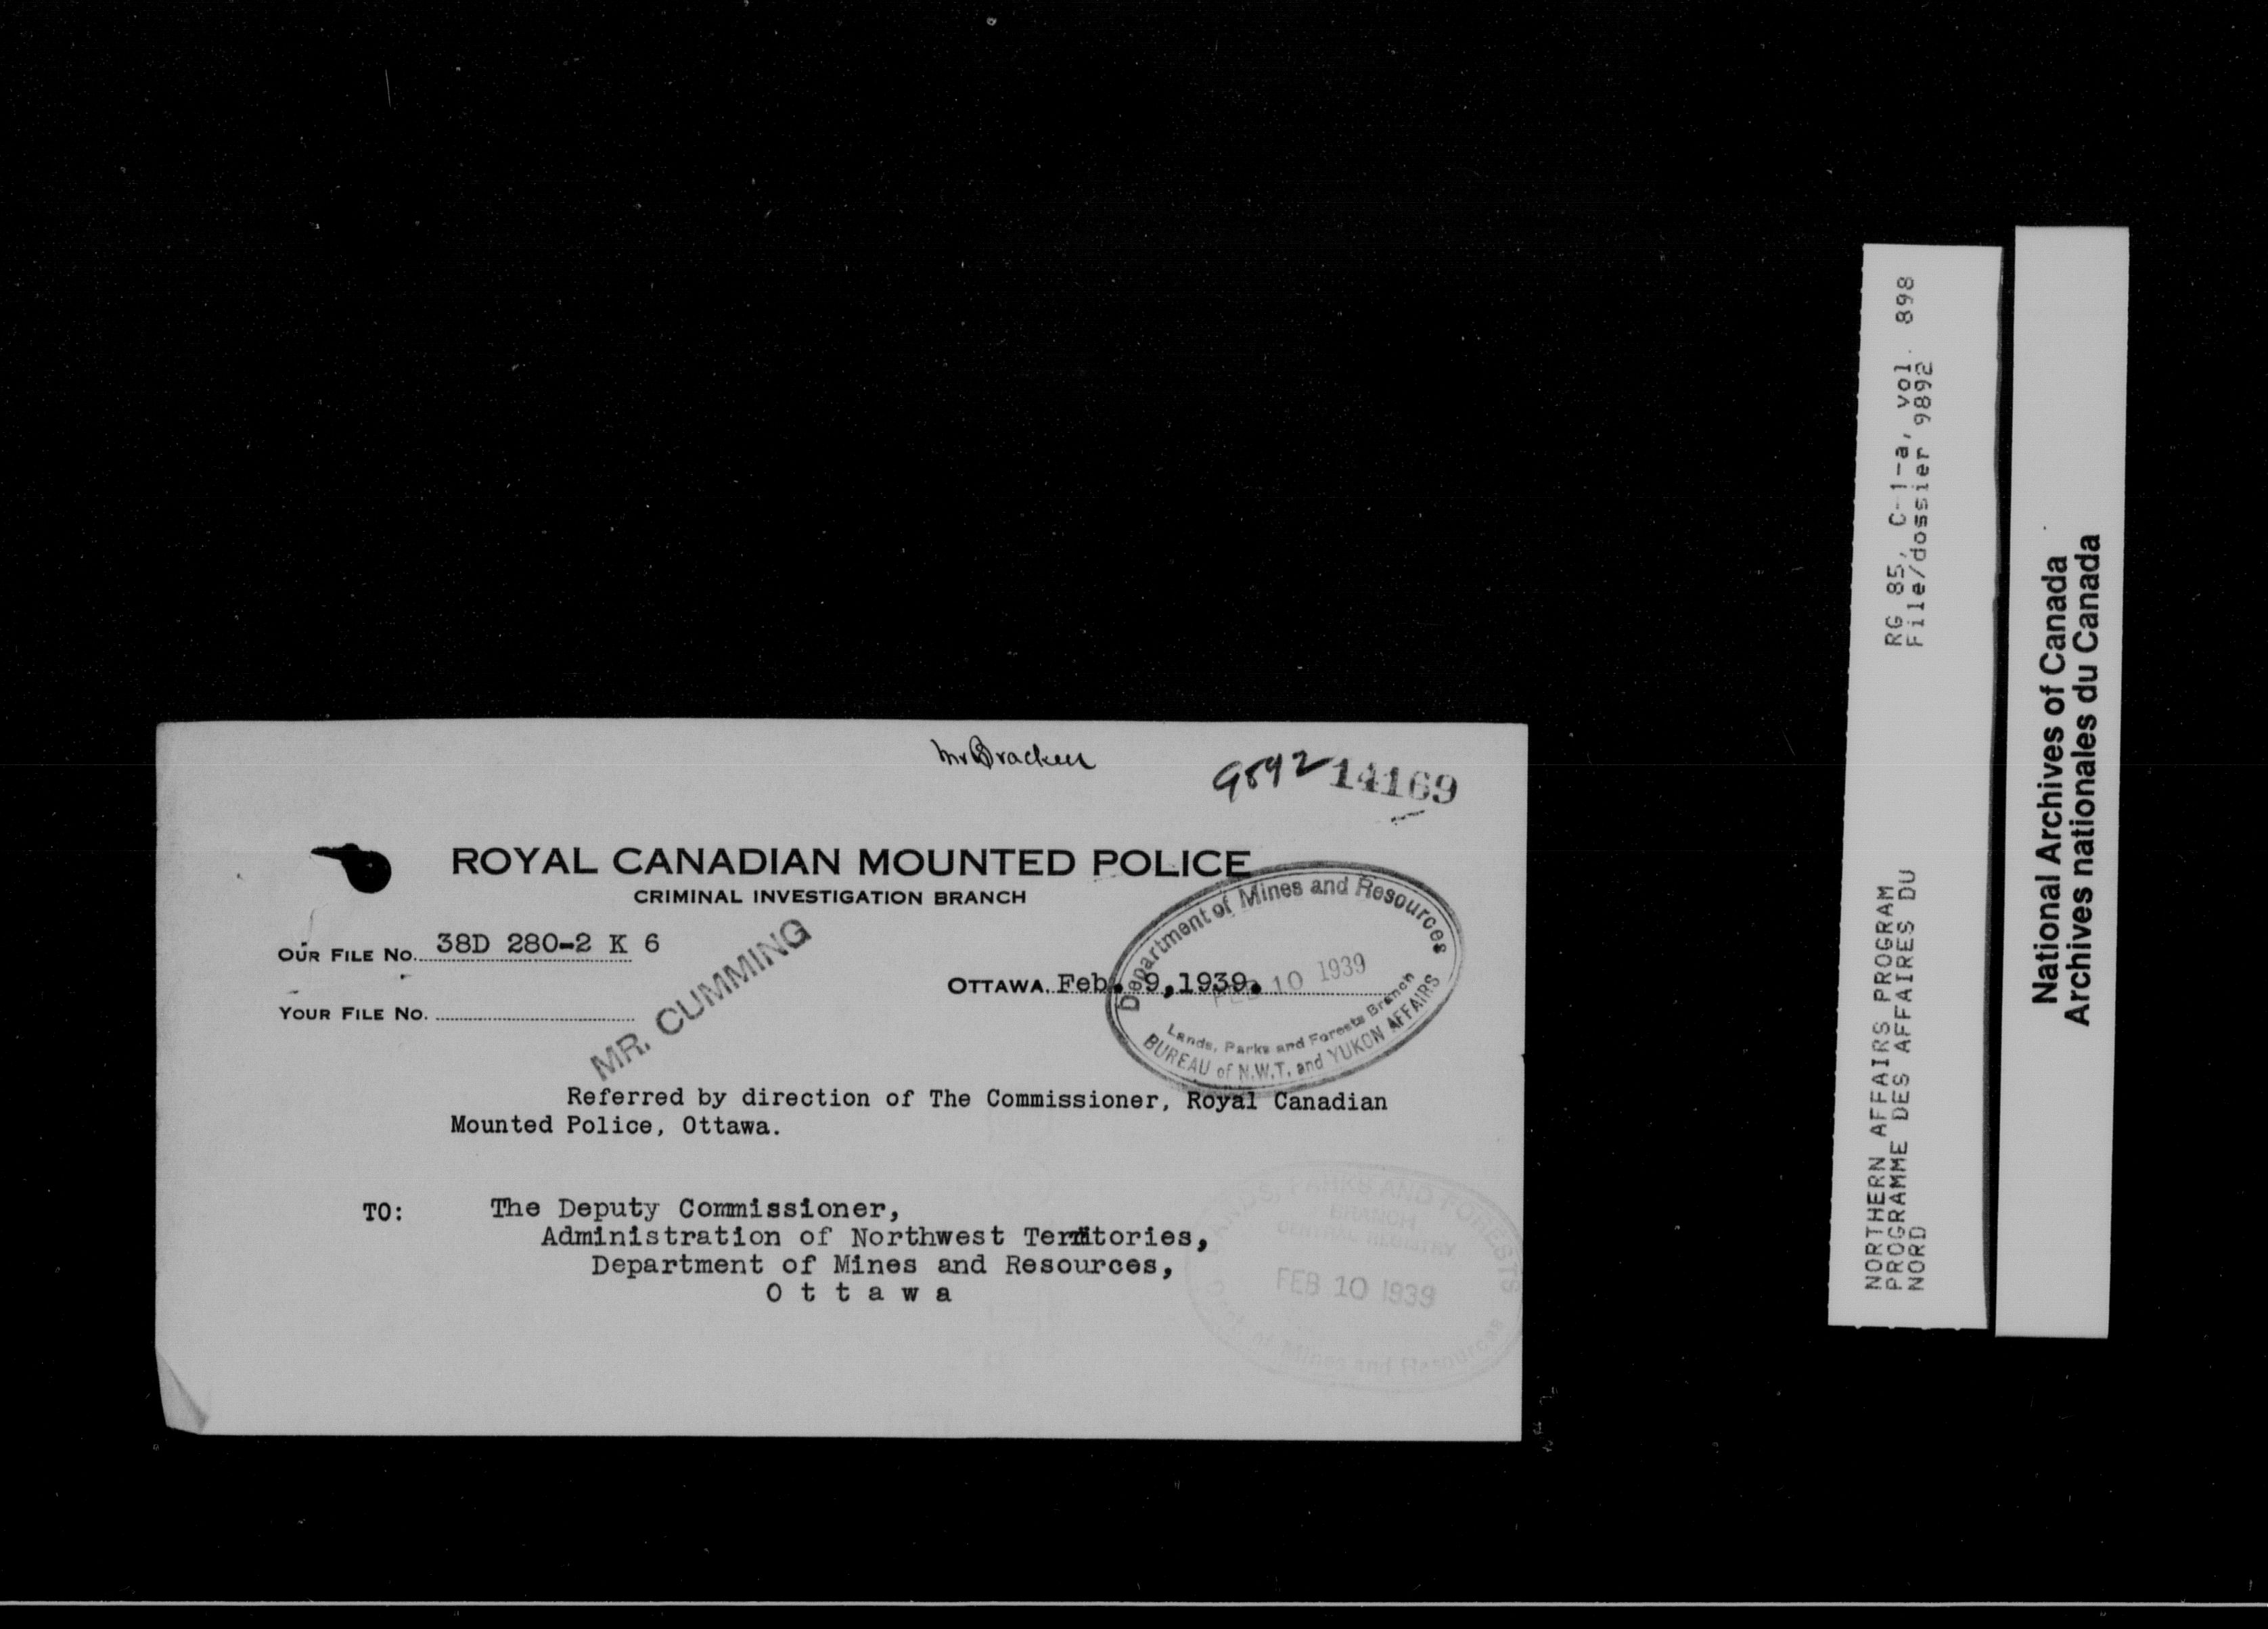 Mr Bracken
9892 14169
ROYAL CANADIAN MOUNTED POLICE
CRIMINAL INVESTIGATION BRANCH
OUR FILE NO. 38D 280-2 K 6
YOUR FILE NO.
MR. CUMMING
OTTAWA. Feb. 9, 1939.
Department of Mines and Resources
FEB 10 1939
Lands, Parks and Forests Branch
BUREAU of N.W.T. and YUKON AFFAIRS
Referred by direction of The Commissioner, Royal Canadian
Mounted Police, Ottawa.
TO: The Deputy Commissioner,
Administration of Northwest Territories,
Department of Mines and Resources,
O t t a w a
LANDS, PARKS AND FORESTS
BRANCH
CENTRAL REGISTRY
FEB 10 1939
of Mines and Resources
RG 85, C-1-a, vol. 898
File/dossier 9892
NORTHERN AFFAIRS PROGRAM
PROGRAMME DES AFFAIRES DU
NORD
National Archives of Canada
Archives nationales du Canada